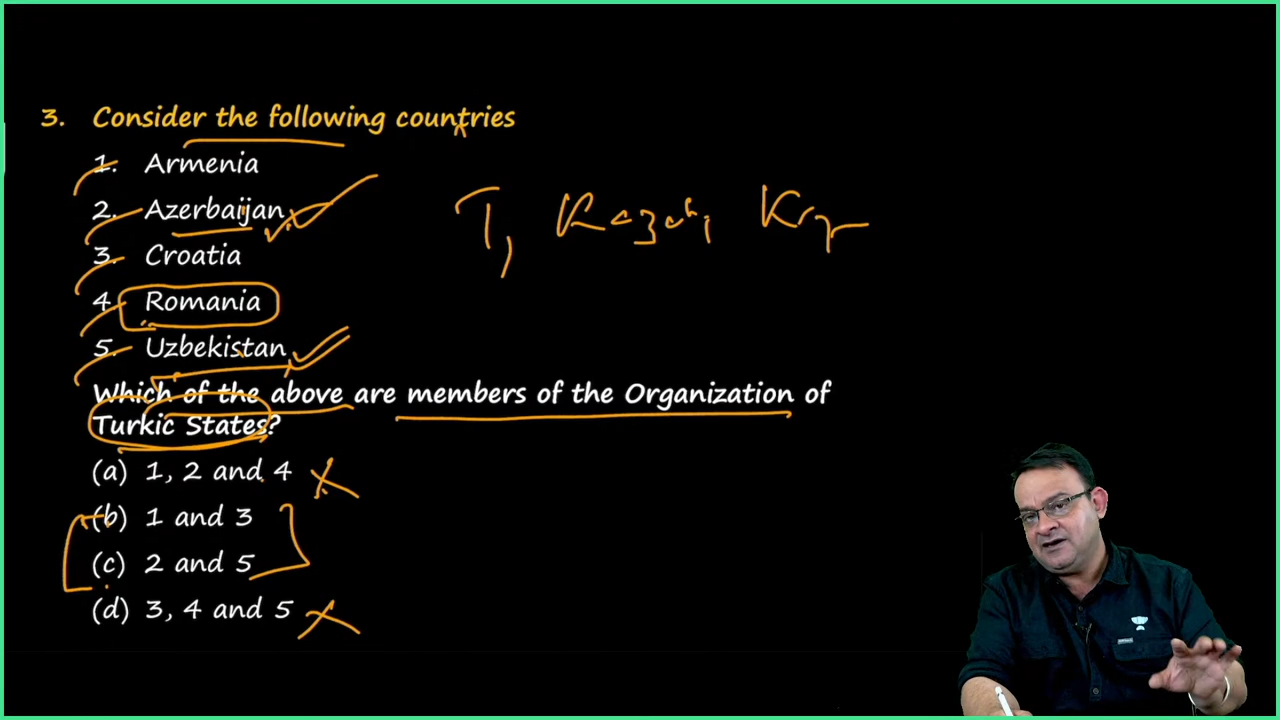 3. Consider the following countries
1. Armenia
2. Azerbaijan
3. Croatia
4. Romania
5. Uzbekistan
Which of the above are members of the Organization of
Turkic States?
(a) 1, 2 and 4
(b) 1 and 3
(c) 2 and 5
(d) 3, 4 and 5
T, Kazak, Kry